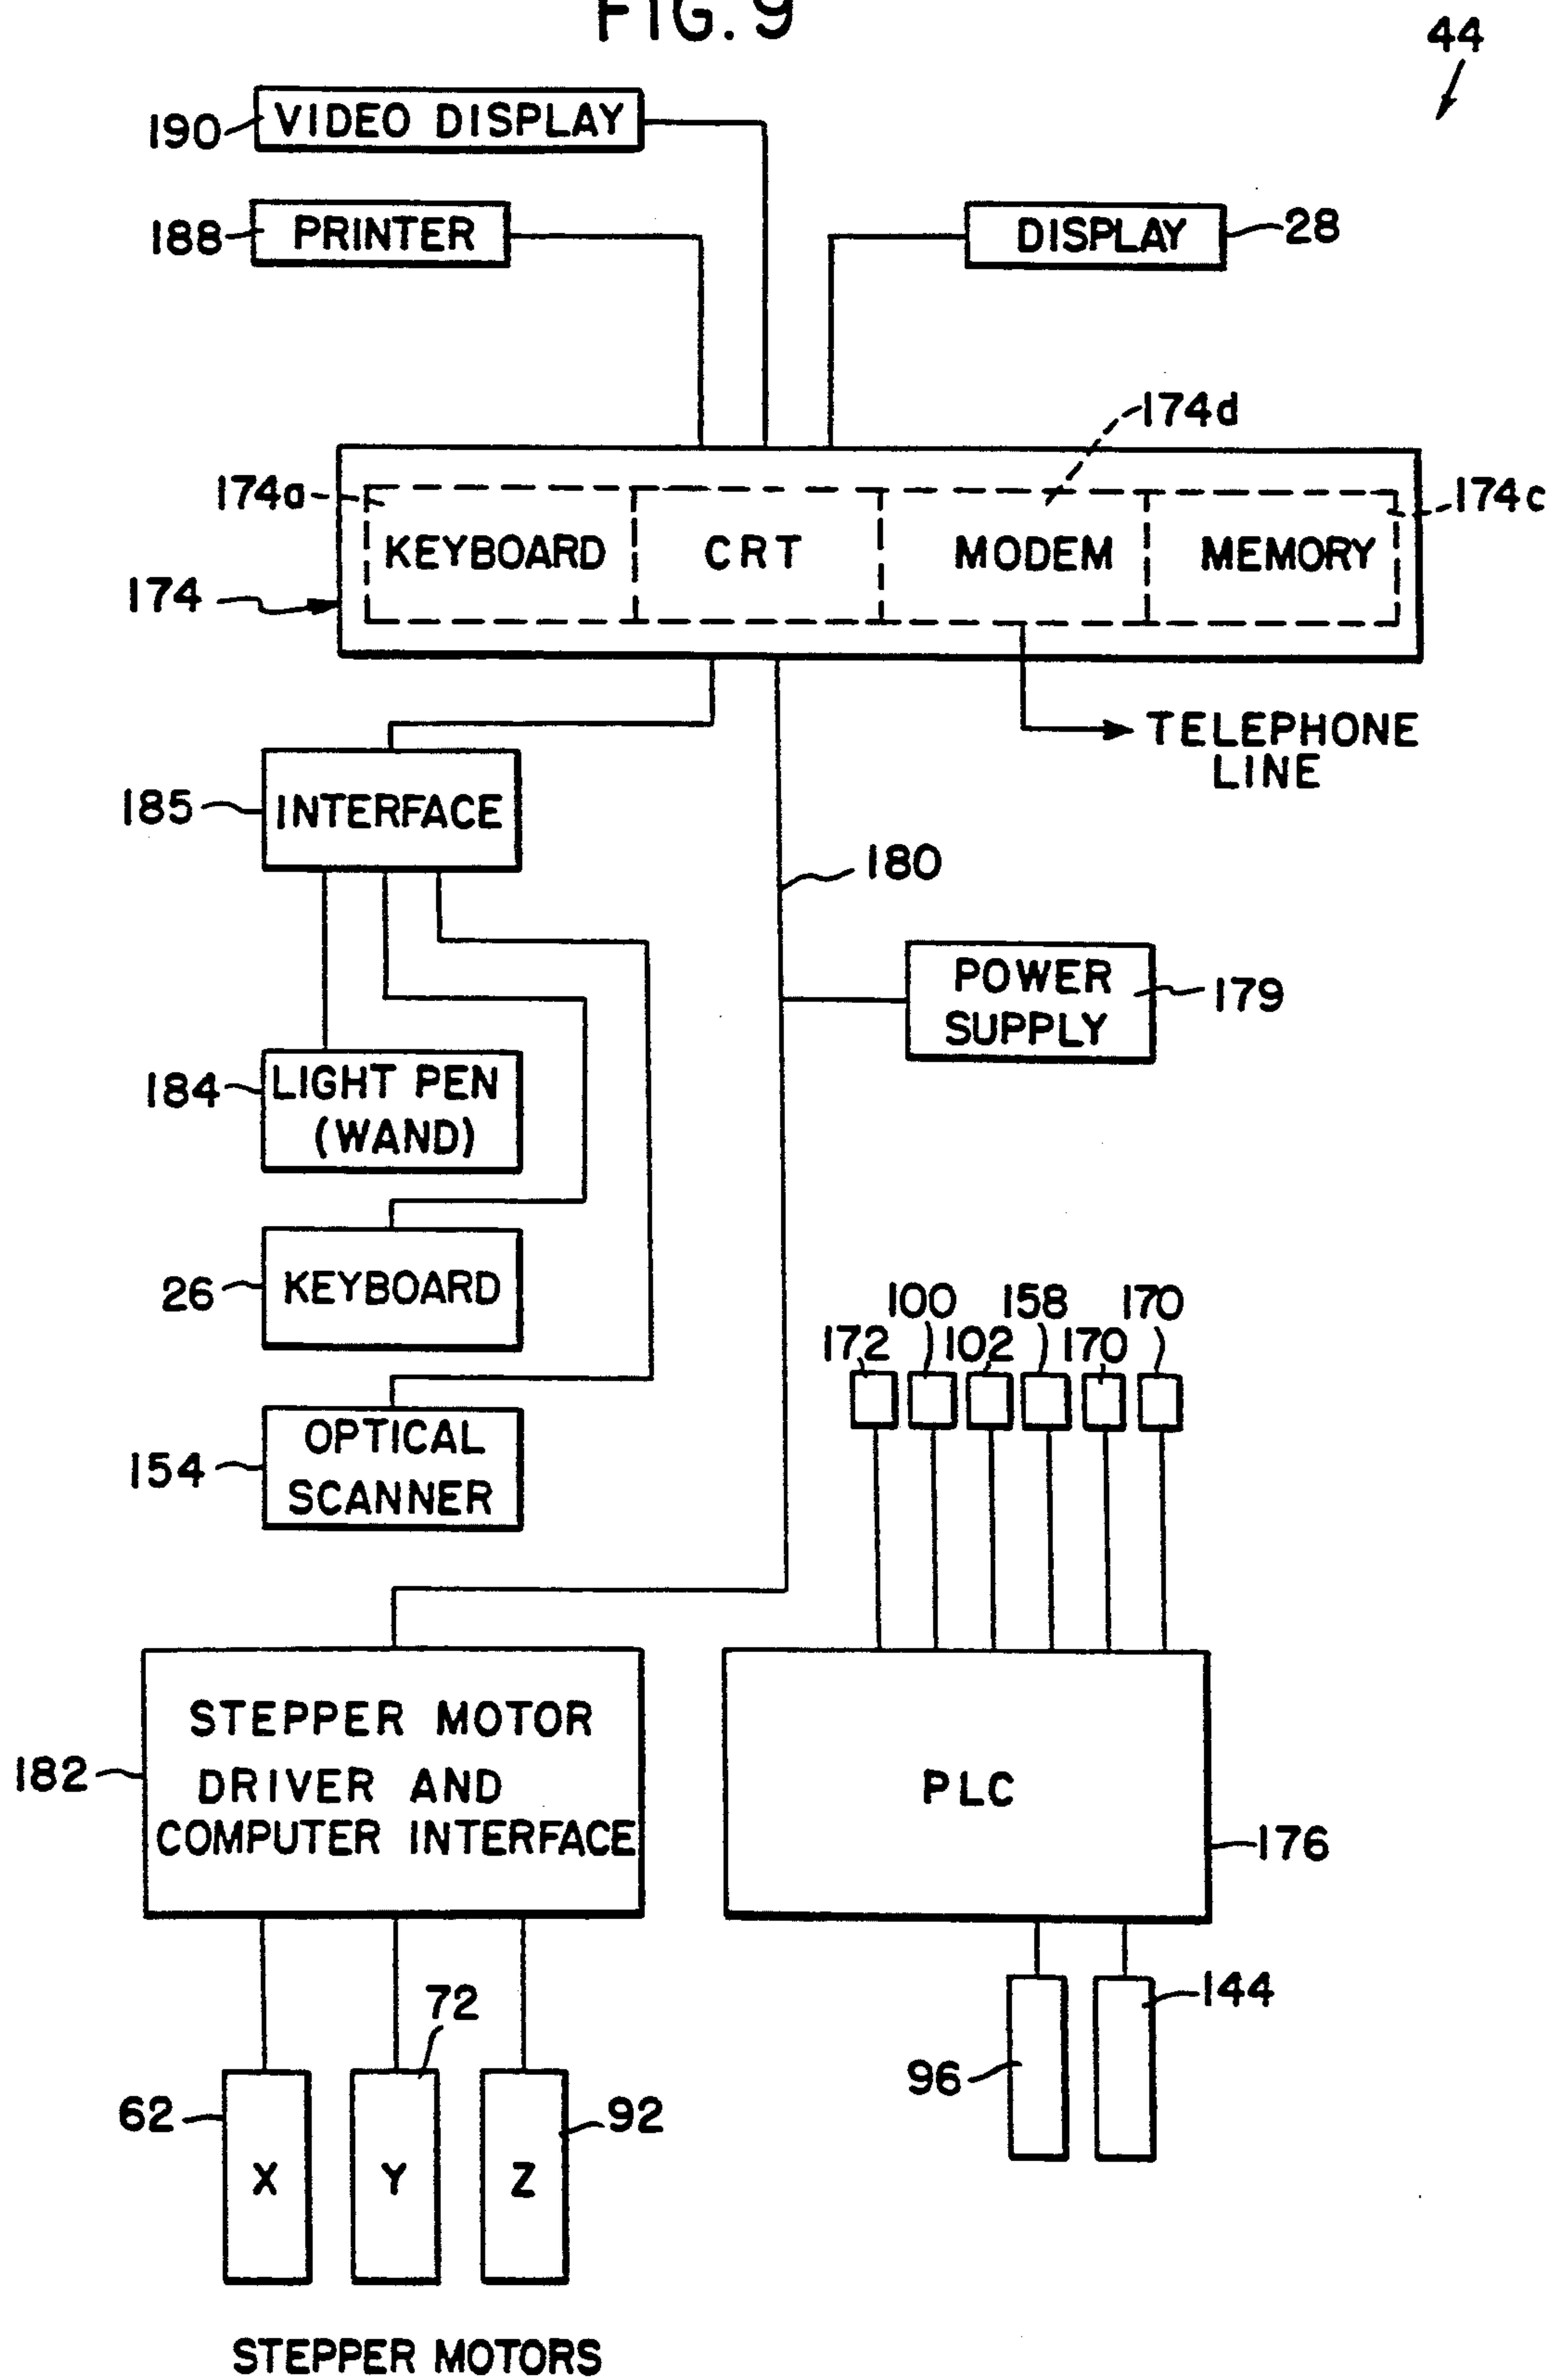 FIG. 9
44
190
VIDEO DISPLAY
188
PRINTER
DISPLAY
28
174d
174a
174c
KEYBOARD
CRT
MODEM
MEMORY
174
TELEPHONE
LINE
185
INTERFACE
180
POWER
SUPPLY
179
184
LIGHT PEN
(WAND)
26
KEYBOARD
100
158
170
172
102
170
154
OPTICAL
SCANNER
182
STEPPER MOTOR
DRIVER AND
COMPUTER INTERFACE
PLC
176
72
144
96
62
92
X
Y
Z
STEPPER MOTORS